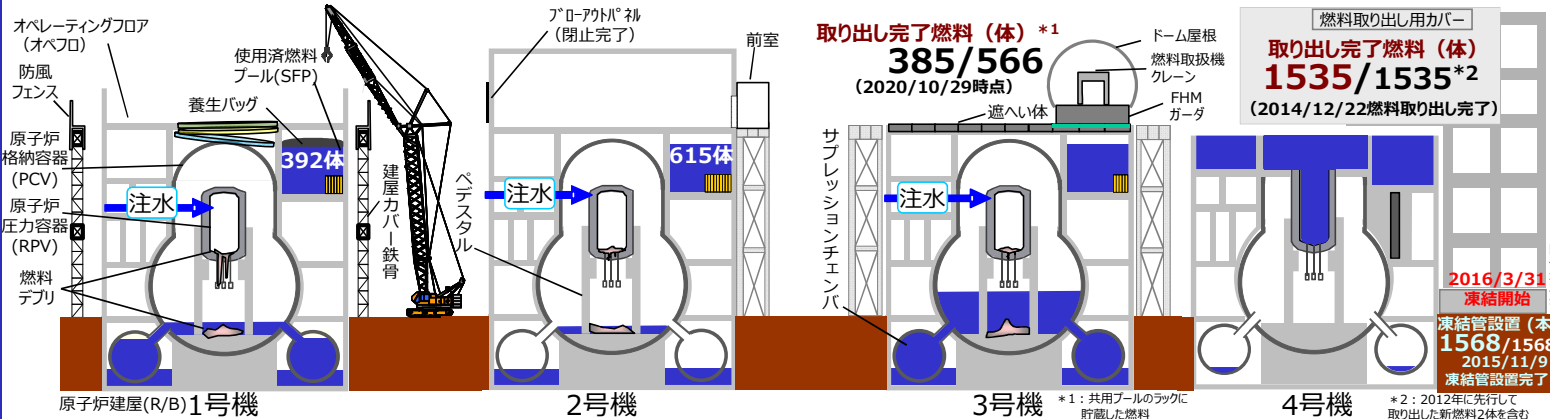 オペレーティングフロア
(オペフロ)
防風
フェンス
使用済燃料
プール(SFP)
養生バッグ
原子炉
格納容器
(PCV)
392体
注水
原子炉
圧力容器
(RPV)
燃料
デブリ
建屋カバー鉄骨
原子炉建屋(R/B)
1号機
ブローアウトパネル
(閉止完了)
前室
615体
注水
ペデスタル
2号機
取り出し完了燃料（体）*1
385/566
(2020/10/29時点)
ドーム屋根
燃料取扱機
クレーン
FHM
ガーダ
遮へい体
サプレッションチェンバ
注水
3号機
*1：共用プールのラックに
貯蔵した燃料
燃料取り出し用カバー
取り出し完了燃料（体）
1535/1535*2
(2014/12/22燃料取り出し完了)
2016/3/31
凍結開始
凍結管設置 (本
1568/1568
2015/11/9
凍結管設置完了
4号機
*2：2012年に先行して
取り出した新燃料2体を含む